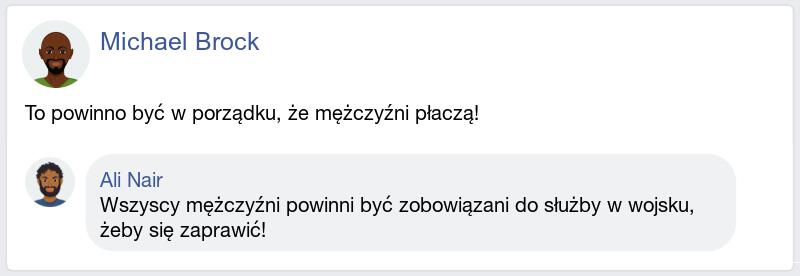 Michael Brock
To powinno być w porządku, że mężczyźni płaczą!
Ali Nair
Wszyscy mężczyźni powinni być zobowiązani do służby w wojsku,
żeby się zaprawić!